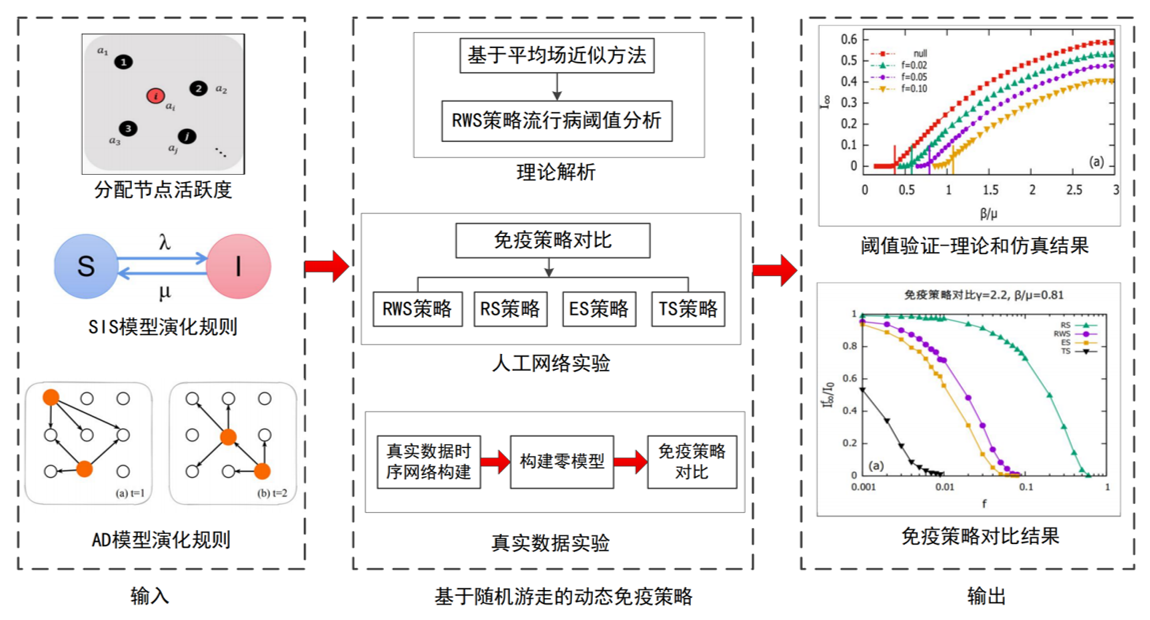 a1
1
2
a2
i
ai
3
a3
j
aj
分配节点活跃度
S
λ
μ
I
SIS模型演化规则
(a) t=1
(b) t=2
AD模型演化规则
输入
基于平均场近似方法
RWS策略流行病阈值分析
理论解析
免疫策略对比
RWS策略
RS策略
ES策略
TS策略
人工网络实验
真实数据时
序网络构建
构建零模型
免疫策略
对比
真实数据实验
基于随机游走的动态免疫策略
0.6
0.5
0.4
0.3
0.2
0.1
0
I∞
null
f=0.02
f=0.05
f=0.10
(a)
0 0.5 1 1.5 2 2.5 3
β/μ
阈值验证-理论和仿真结果
免疫策略对比γ=2.2, β/μ=0.81
1
0.8
0.6
0.4
0.2
0
RS
RWS
ES
TS
(a)
0.001 0.01 0.1 1
f
免疫策略对比结果
输出